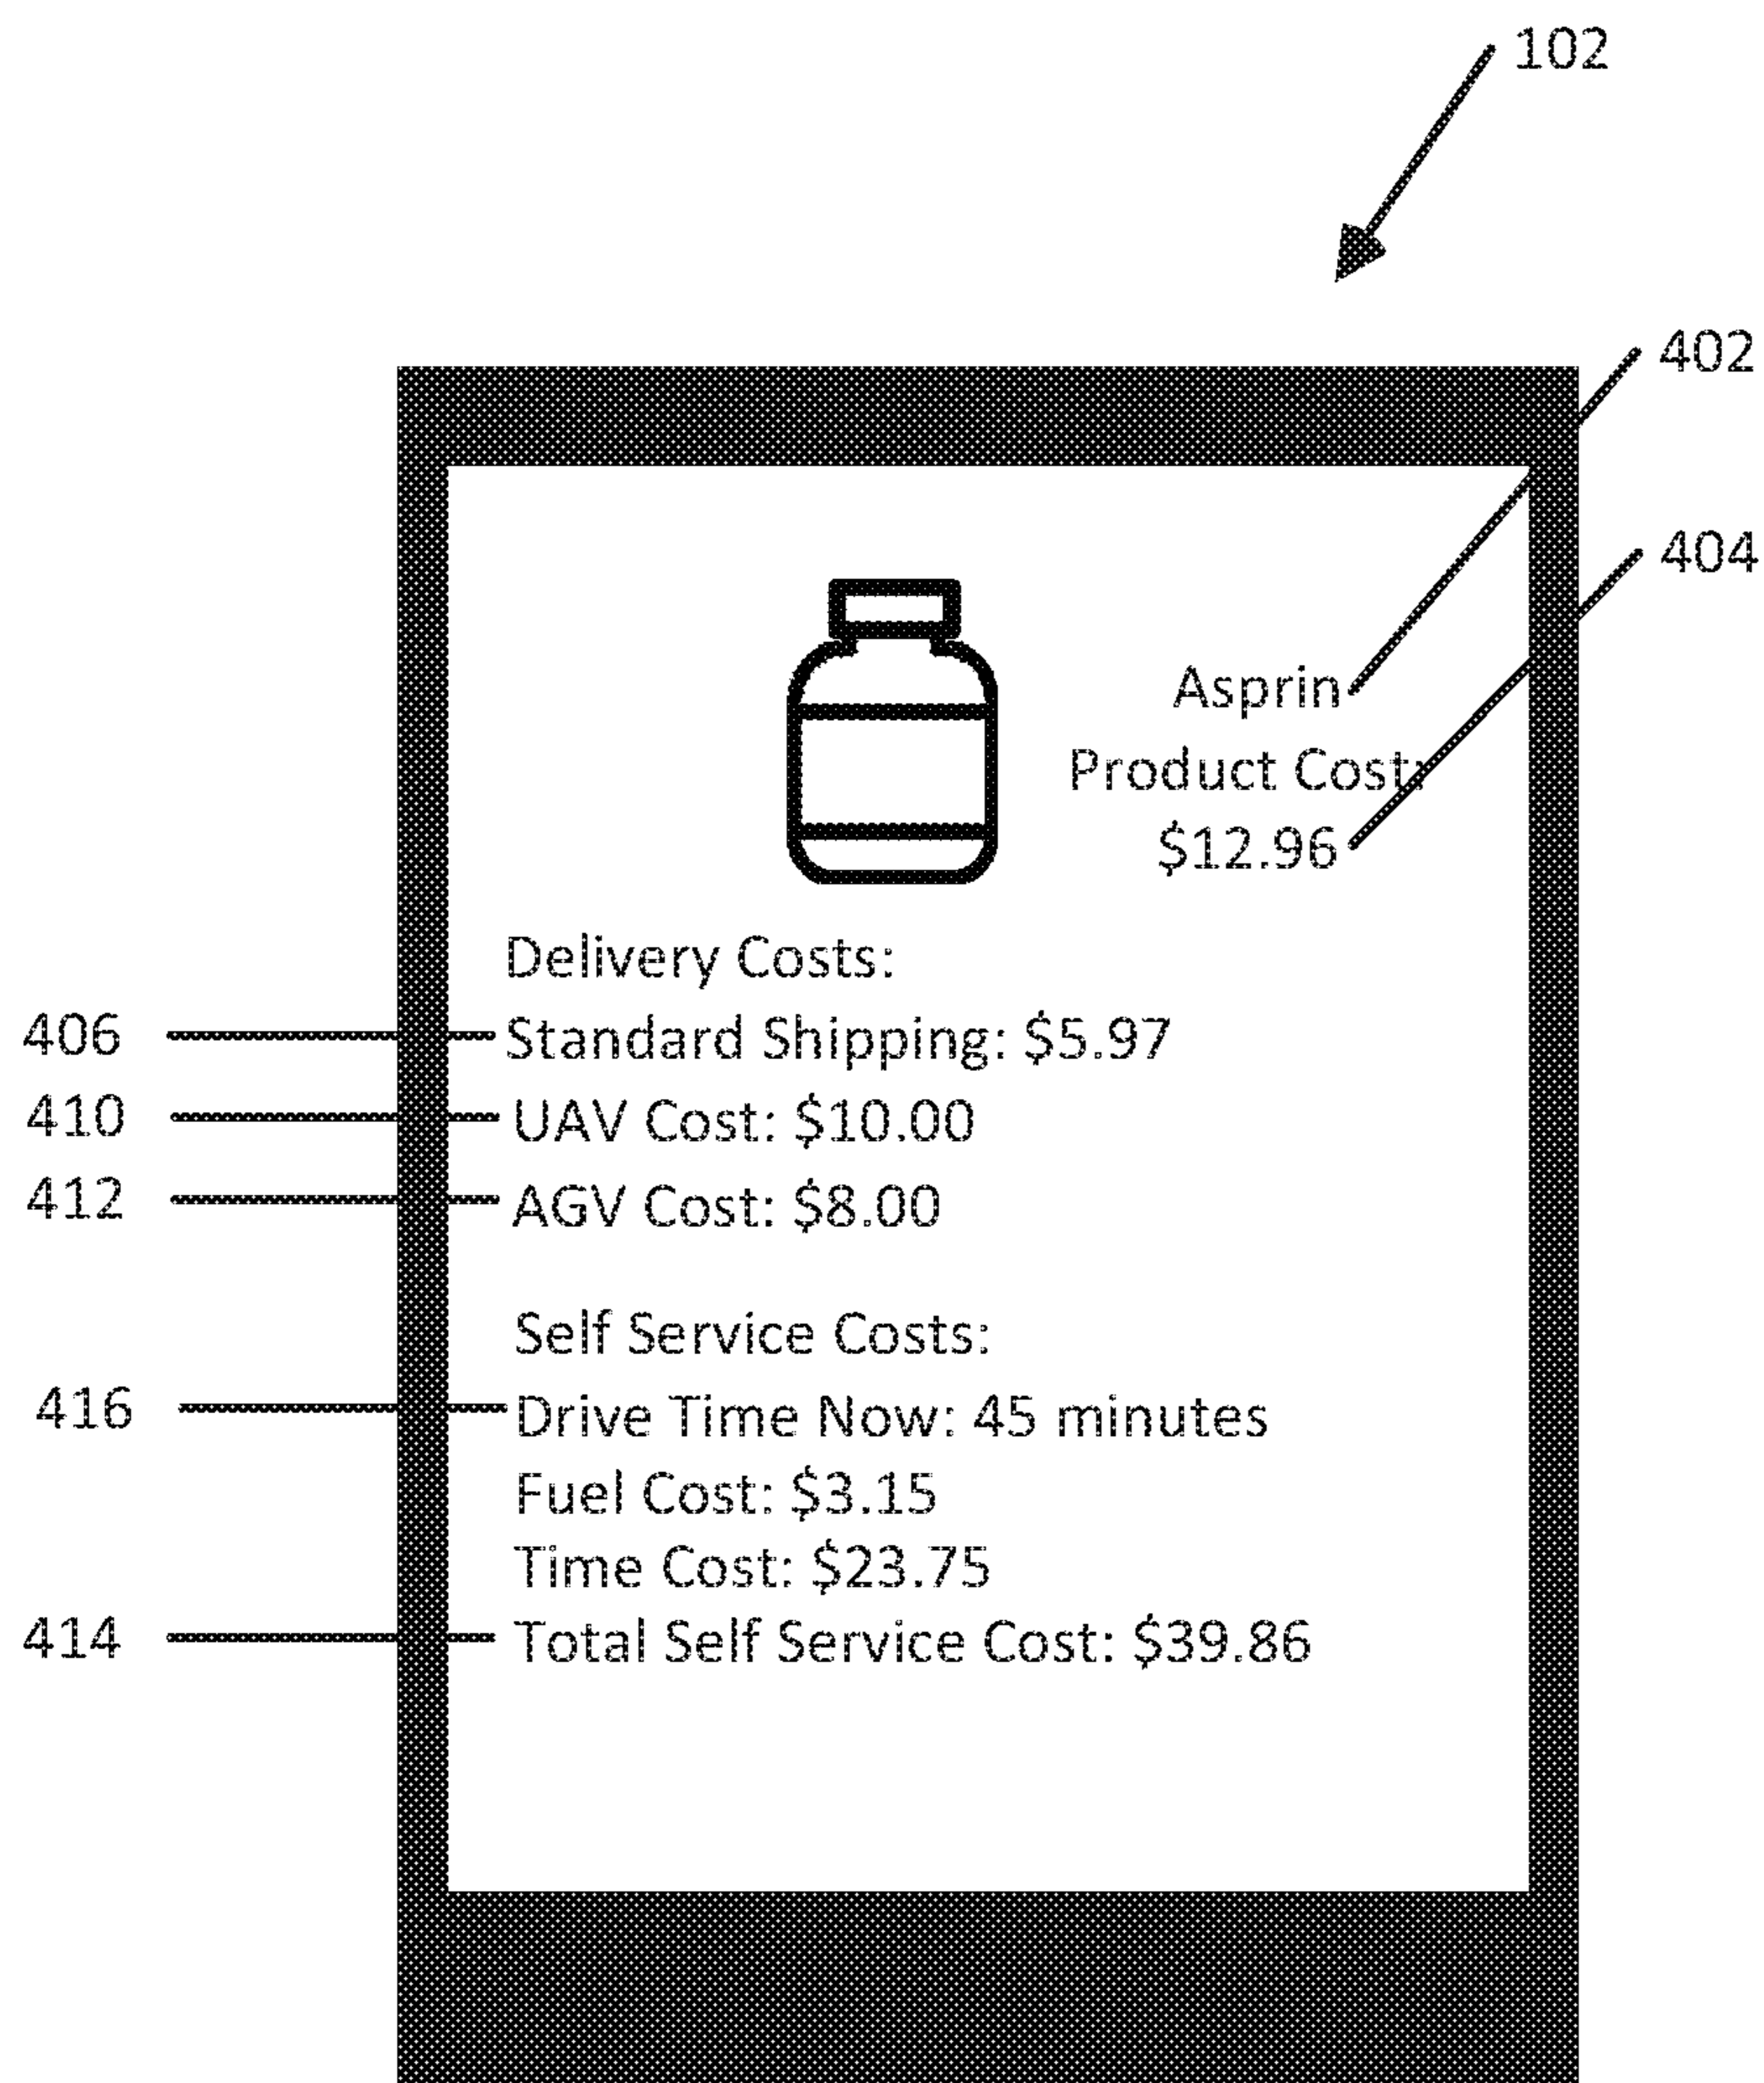 102
402
404
Asprin
Product Cost:
$12.96
Delivery Costs:
406 Standard Shipping: $5.97
410 UAV Cost: $10.00
412 AGV Cost: $8.00
Self Service Costs:
416 Drive Time Now: 45 minutes
Fuel Cost: $3.15
Time Cost: $23.75
414 Total Self Service Cost: $39.86